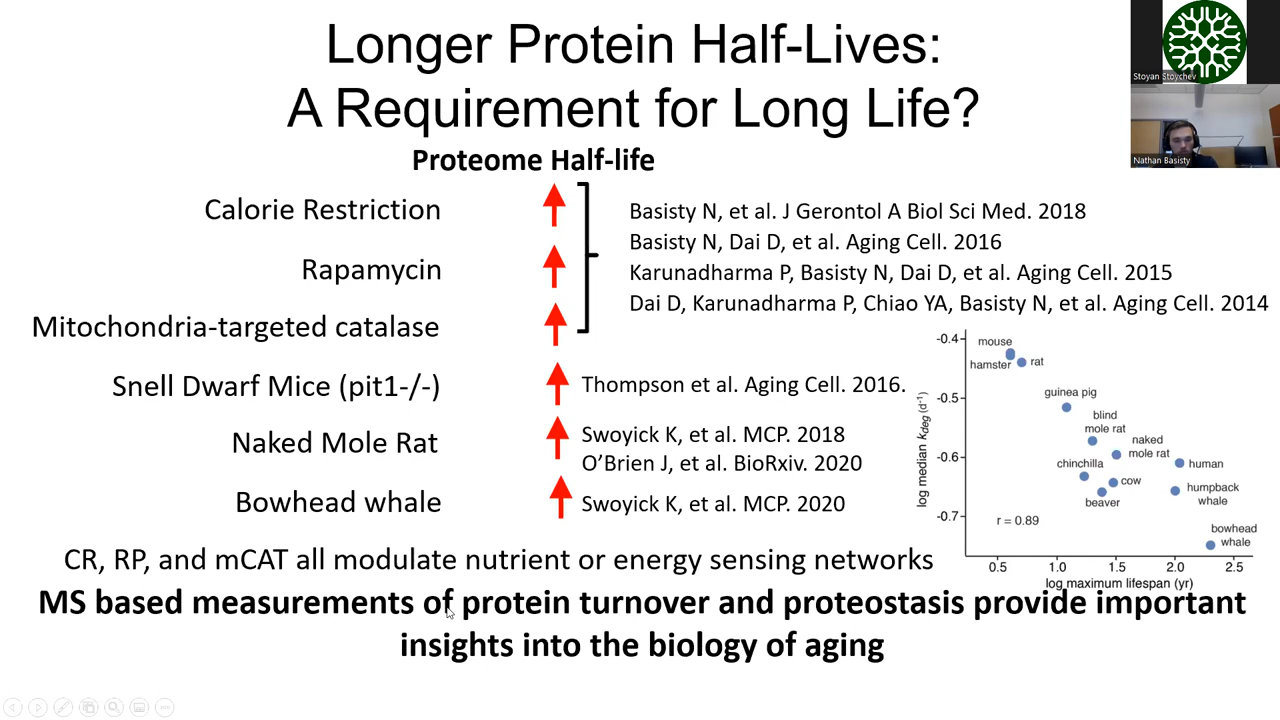 Longer Protein Half-Lives:
A Requirement for Long Life?
Stoyan Stoychev
Nathan Basisty
Proteome Half-life
Calorie Restriction
Rapamycin
Mitochondria-targeted catalase
Basisty N, et al. J Gerontol A Biol Sci Med. 2018
Basisty N, Dai D, et al. Aging Cell. 2016
Karunadharma P, Basisty N, Dai D, et al. Aging Cell. 2015
Dai D, Karunadharma P, Chiao YA, Basisty N, et al. Aging Cell. 2014
Snell Dwarf Mice (pit1-/-)
Thompson et al. Aging Cell. 2016.
Naked Mole Rat
Swoyick K, et al. MCP. 2018
O'Brien J, et al. BioRxiv. 2020
Bowhead whale
Swoyick K, et al. MCP. 2020
log median kdeg (d-1)
-0.4
-0.5
-0.6
-0.7
mouse
hamster
rat
guinea pig
blind
mole rat
naked
mole rat
chinchilla
cow
beaver
human
humpback
whale
bowhead
whale
r = 0.89
0.5
1.0
1.5
2.0
2.5
log maximum lifespan (yr)
CR, RP, and mCAT all modulate nutrient or energy sensing networks
MS based measurements of protein turnover and proteostasis provide important
insights into the biology of aging